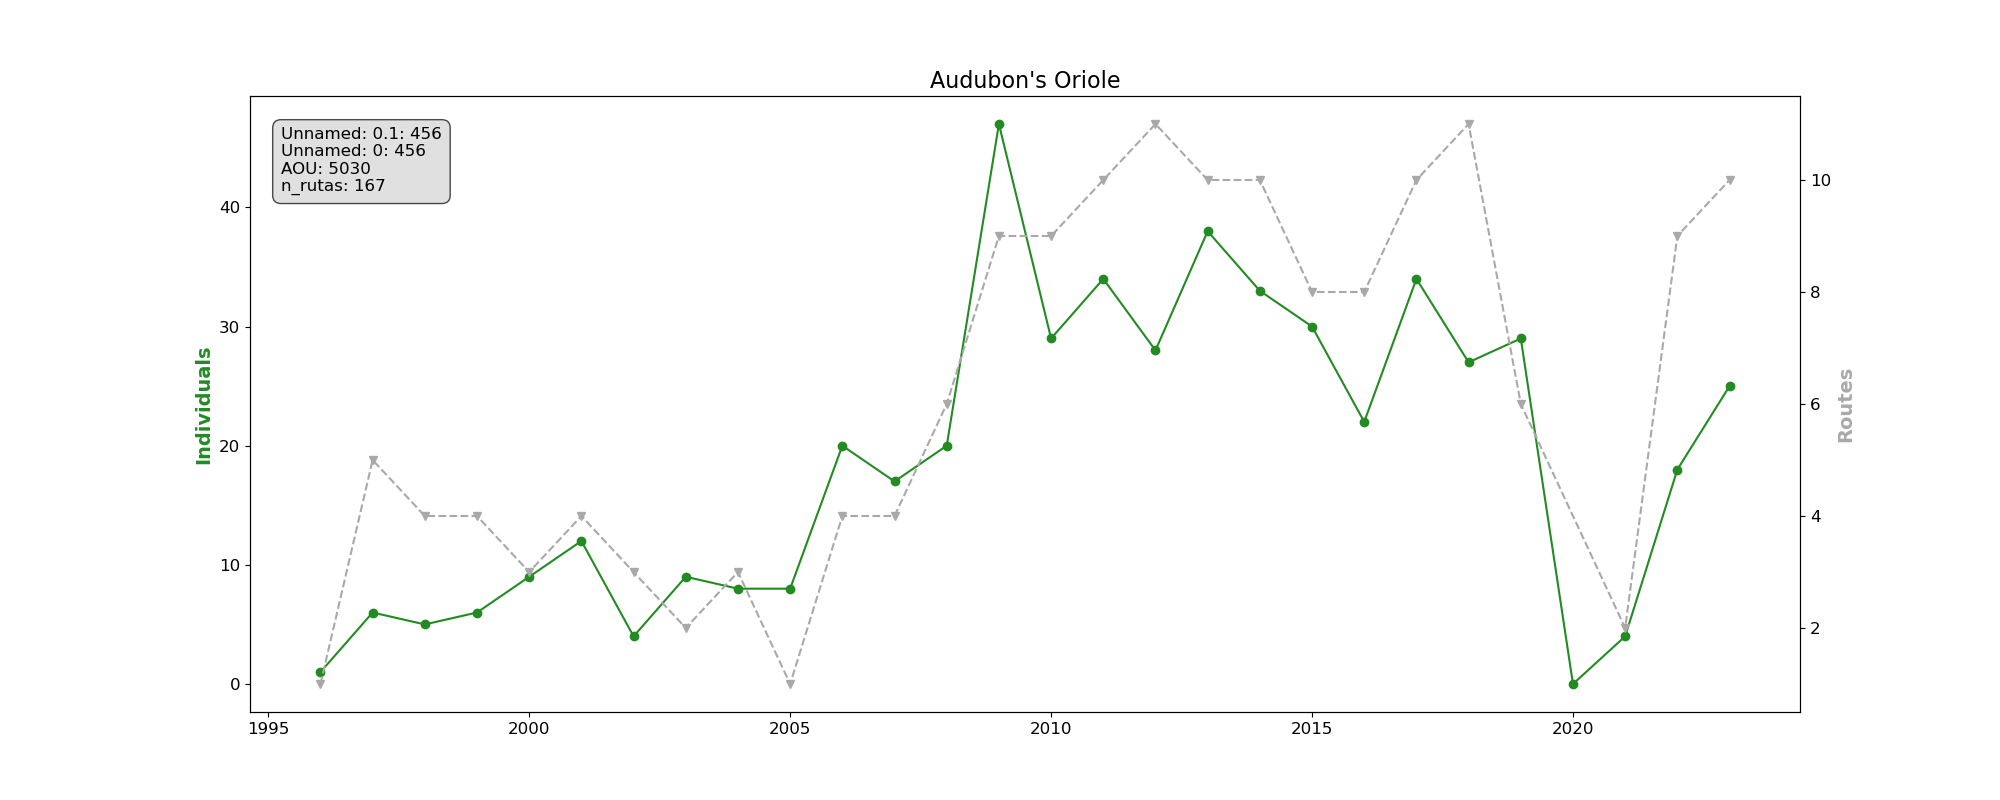 Audubon's Oriole
Unnamed: 0.1: 456
Unnamed: 0: 456
AOU: 5030
n_rutas: 167
40
30
20
10
0
Individuals
10
8
6
4
2
Routes
1995 2000 2005 2010 2015 2020